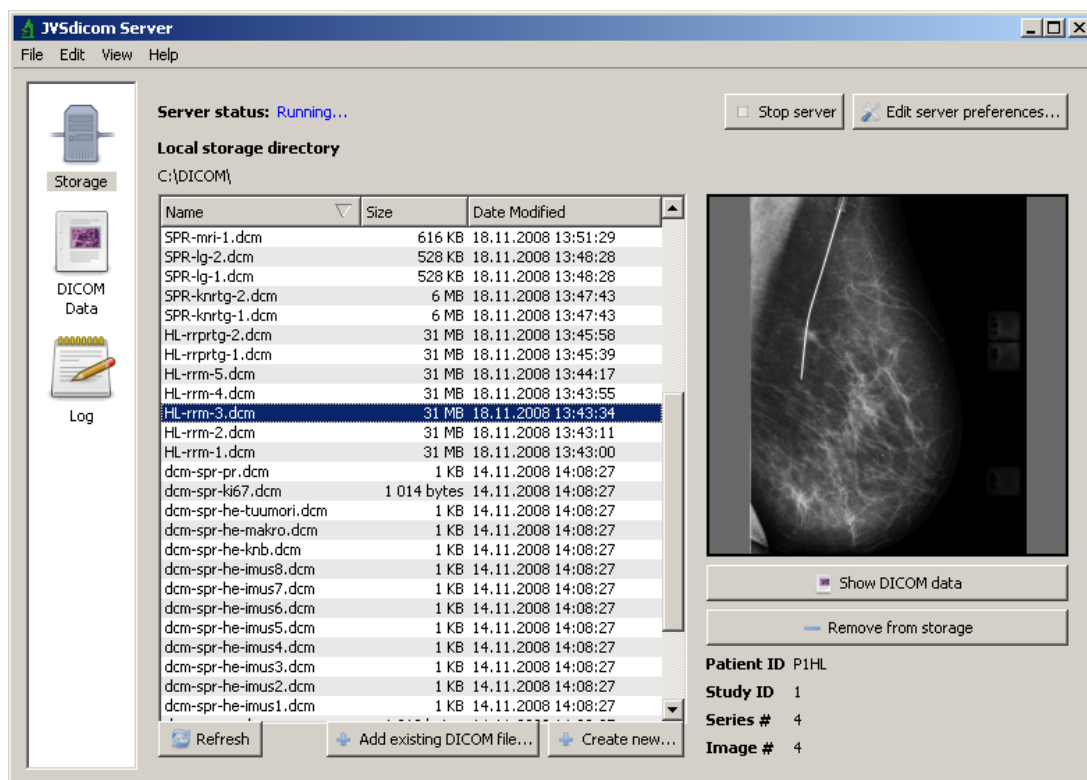 JVSdicom Server
File Edit View Help
Storage
DICOM
Data
Log
Server status: Running...
Stop server
Edit server preferences...
Local storage directory
C:\DICOM\
Name Size Date Modified
SPR-mri-1.dcm 616 KB 18.11.2008 13:51:29
SPR-lg-2.dcm 528 KB 18.11.2008 13:48:28
SPR-lg-1.dcm 528 KB 18.11.2008 13:48:28
SPR-knrtg-2.dcm 6 MB 18.11.2008 13:47:43
SPR-knrtg-1.dcm 6 MB 18.11.2008 13:47:43
HL-rrprtg-2.dcm 31 MB 18.11.2008 13:45:58
HL-rrprtg-1.dcm 31 MB 18.11.2008 13:45:39
HL-rrm-5.dcm 31 MB 18.11.2008 13:44:17
HL-rrm-4.dcm 31 MB 18.11.2008 13:43:55
HL-rrm-3.dcm 31 MB 18.11.2008 13:43:34
HL-rrm-2.dcm 31 MB 18.11.2008 13:43:11
HL-rrm-1.dcm 31 MB 18.11.2008 13:43:00
dcm-spr-pr.dcm 1 KB 14.11.2008 14:08:27
dcm-spr-ki67.dcm 1 014 bytes 14.11.2008 14:08:27
dcm-spr-he-tuumori.dcm 1 KB 14.11.2008 14:08:27
dcm-spr-he-makro.dcm 1 KB 14.11.2008 14:08:27
dcm-spr-he-knb.dcm 1 KB 14.11.2008 14:08:27
dcm-spr-he-imus8.dcm 1 KB 14.11.2008 14:08:27
dcm-spr-he-imus7.dcm 1 KB 14.11.2008 14:08:27
dcm-spr-he-imus6.dcm 1 KB 14.11.2008 14:08:27
dcm-spr-he-imus5.dcm 1 KB 14.11.2008 14:08:27
dcm-spr-he-imus4.dcm 1 KB 14.11.2008 14:08:27
dcm-spr-he-imus3.dcm 1 KB 14.11.2008 14:08:27
dcm-spr-he-imus2.dcm 1 KB 14.11.2008 14:08:27
dcm-spr-he-imus1.dcm 1 KB 14.11.2008 14:08:27
Refresh
Add existing DICOM file...
Create new...
Show DICOM data
Remove from storage
Patient ID P1HL
Study ID 1
Series # 4
Image # 4